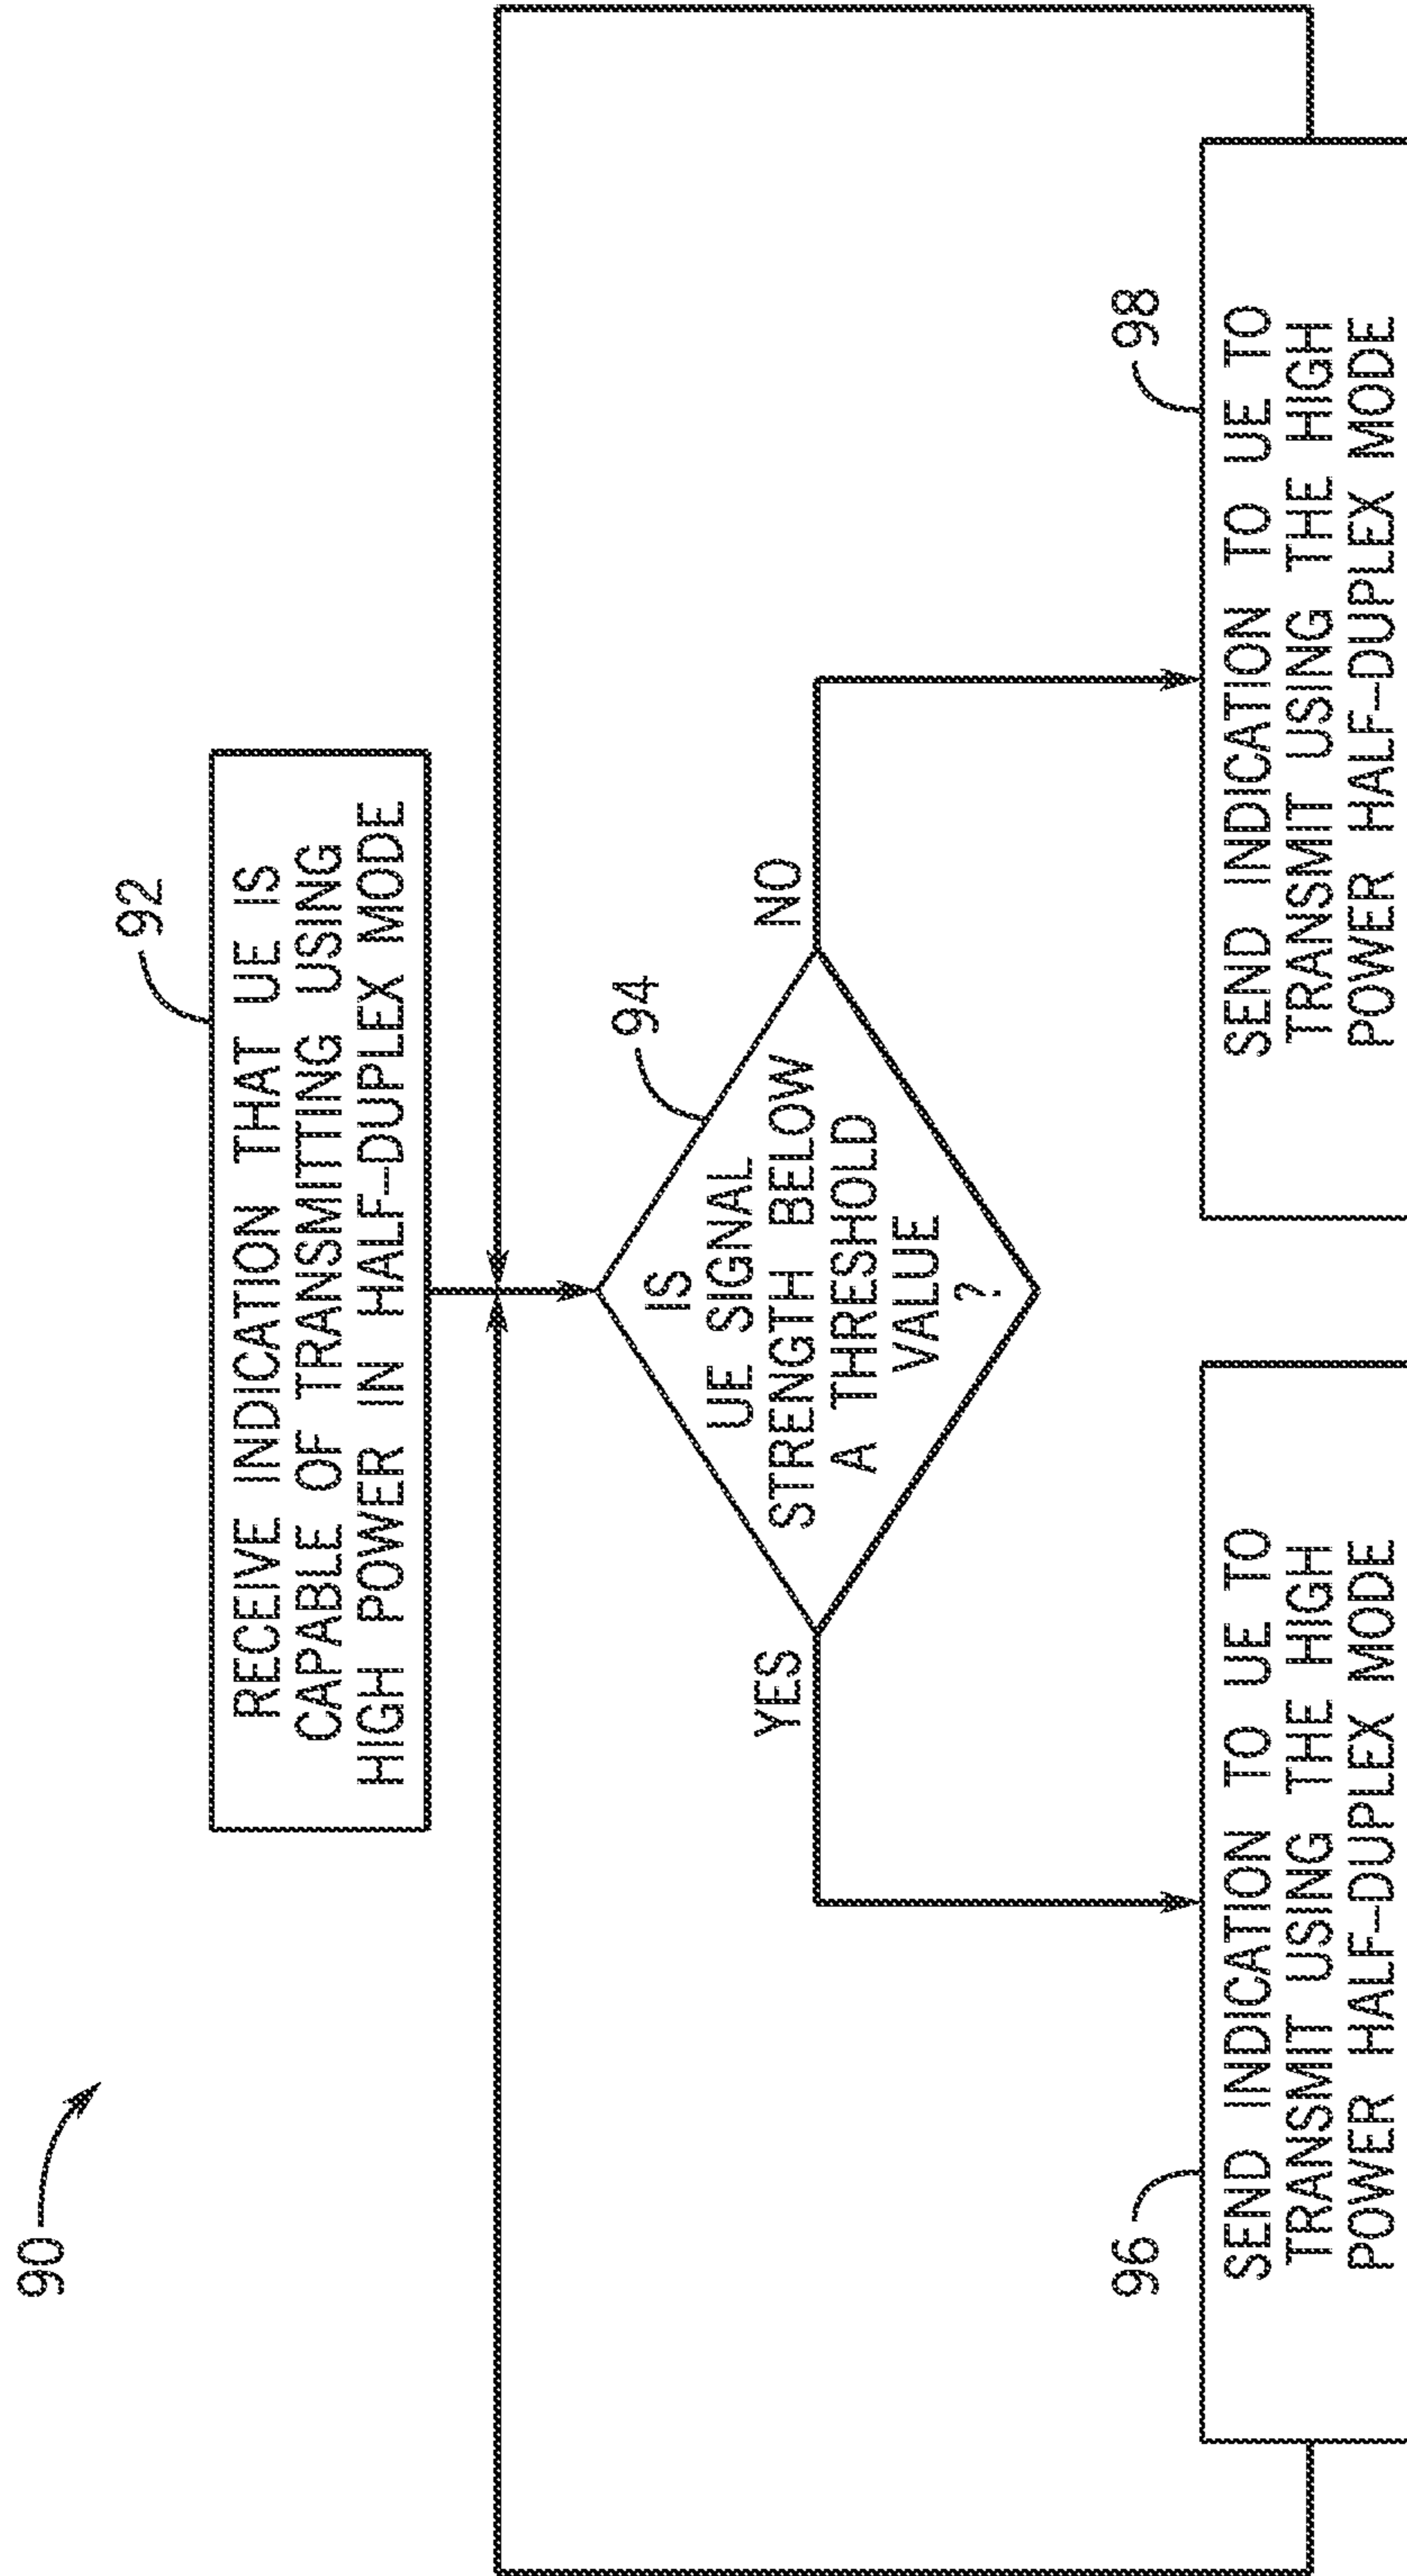 90
92
RECEIVE INDICATION THAT UE IS
CAPABLE OF TRANSMITTING USING
HIGH POWER IN HALF-DUPLEX MODE
94
IS
UE SIGNAL
STRENGTH BELOW
A THRESHOLD
VALUE
?
YES
NO
96
SEND INDICATION TO UE TO
TRANSMIT USING THE HIGH
POWER HALF-DUPLEX MODE
98
SEND INDICATION TO UE TO
TRANSMIT USING THE HIGH
POWER HALF-DUPLEX MODE